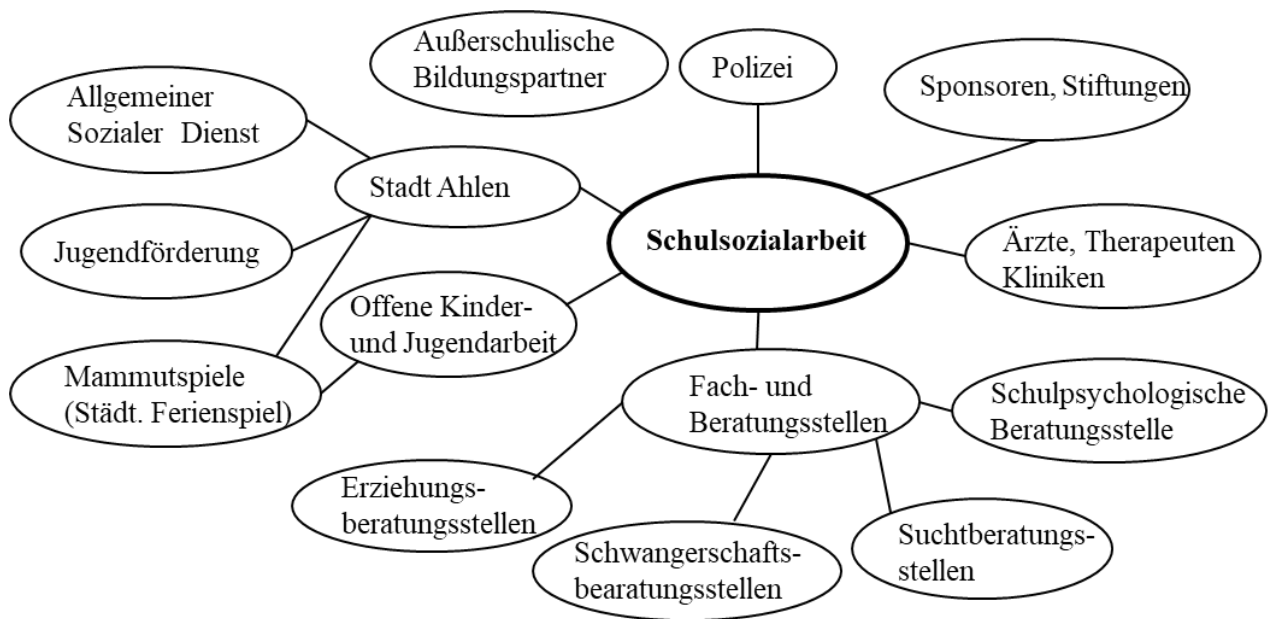 Außerschulische
Bildungspartner
Polizei
Sponsoren, Stiftungen
Allgemeiner
Sozialer Dienst
Stadt Ahlen
Schulsozialarbeit
Jugendförderung
Ärzte, Therapeuten
Kliniken
Offene Kinder-
und Jugendarbeit
Mammutspiele
(Städt. Ferienspiel)
Fach- und
Beratungsstellen
Schulpsychologische
Beratungsstelle
Erziehungs-
beratungsstellen
Schwangerschafts-
bearatungsstellen
Suchtberatungs-
stellen